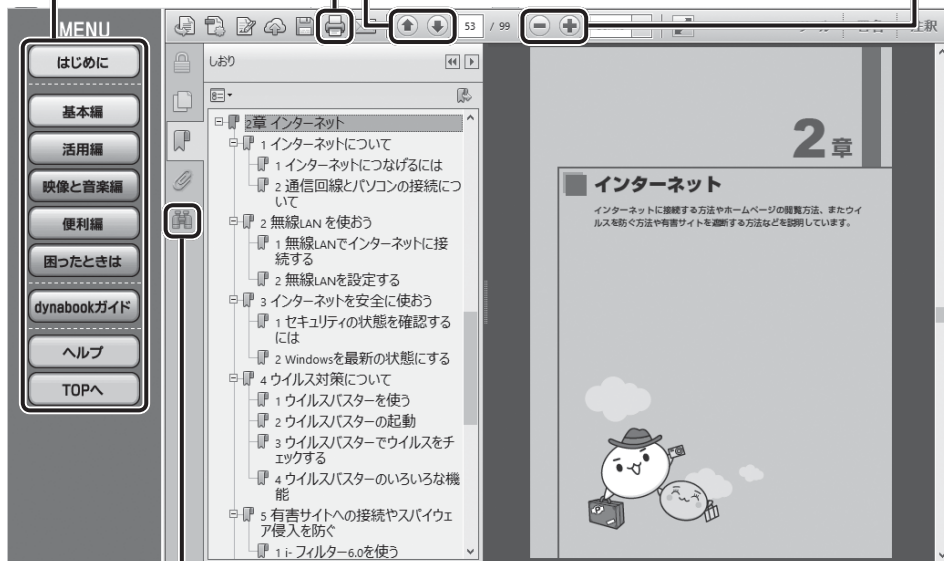 MENU
はじめに
基本編
活用編
映像と音楽編
便利編
困ったときは
dynabookガイド
ヘルプ
TOPへ
53 / 99
注釈
しおり
2章 インターネット
1 インターネットについて
1 インターネットにつなげるには
2 通信回線とパソコンの接続につ
いて
2 無線LAN を使おう
1 無線LANでインターネットに接
続する
2 無線LANを設定する
3 インターネットを安全に使おう
1 セキュリティの状態を確認する
には
2 Windowsを最新の状態にする
4 ウイルス対策について
1 ウイルスバスターを使う
2 ウイルスバスターの起動
3 ウイルスバスターでウイルスをチ
ェックする
4 ウイルスバスターのいろいろな機
能
5 有害サイトへの接続やスパイウェ
ア侵入を防ぐ
1 i- フィルター6.0を使う
2章
インターネット
インターネットに接続する方法やホームページの閲覧方法、またウイ
ルスを防ぐ方法や有害サイトを遮断する方法などを説明しています。